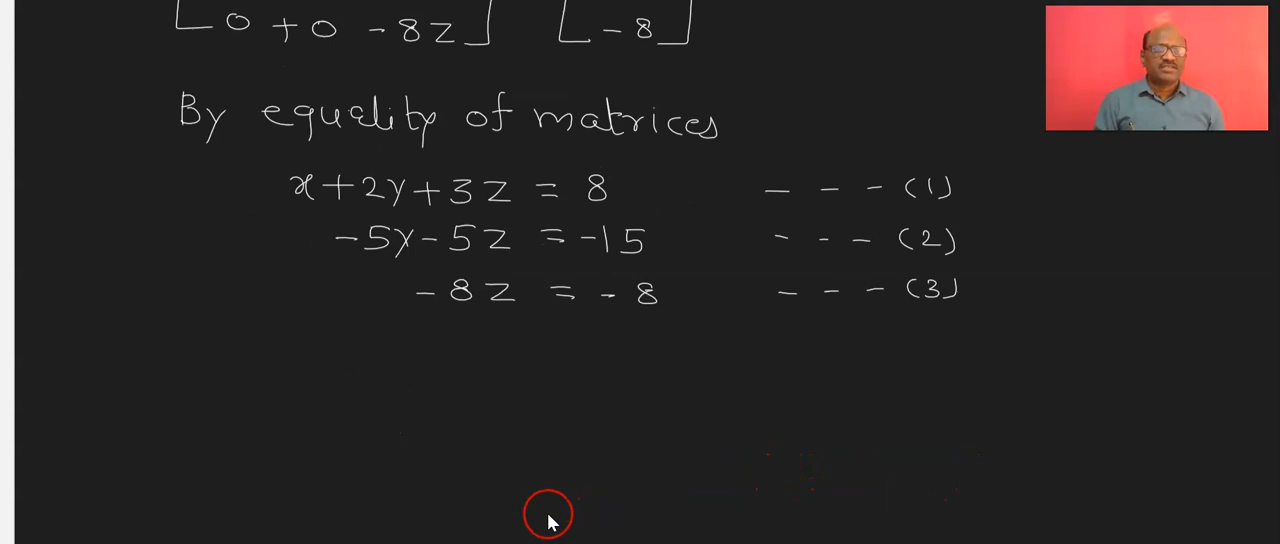 [0 + 0 - 8z] [-8]
By equality of matrices
x + 2y + 3z = 8 - - - (1)
-5y - 5z = -15 - - - (2)
-8z = -8 - - - (3)